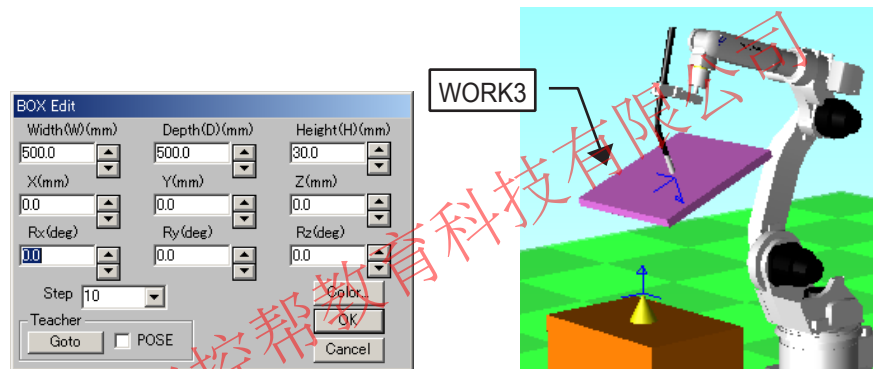 BOX Edit
Width(W)(mm) Depth(D)(mm) Height(H)(mm)
500.0 500.0 30.0
X(mm) Y(mm) Z(mm)
0.0 0.0 0.0
Rx(deg) Ry(deg) Rz(deg)
0.0 0.0 0.0
Step 10
Color...
Teacher
Goto POSE
OK
Cancel
WORK3
控帮教育科技有限公司